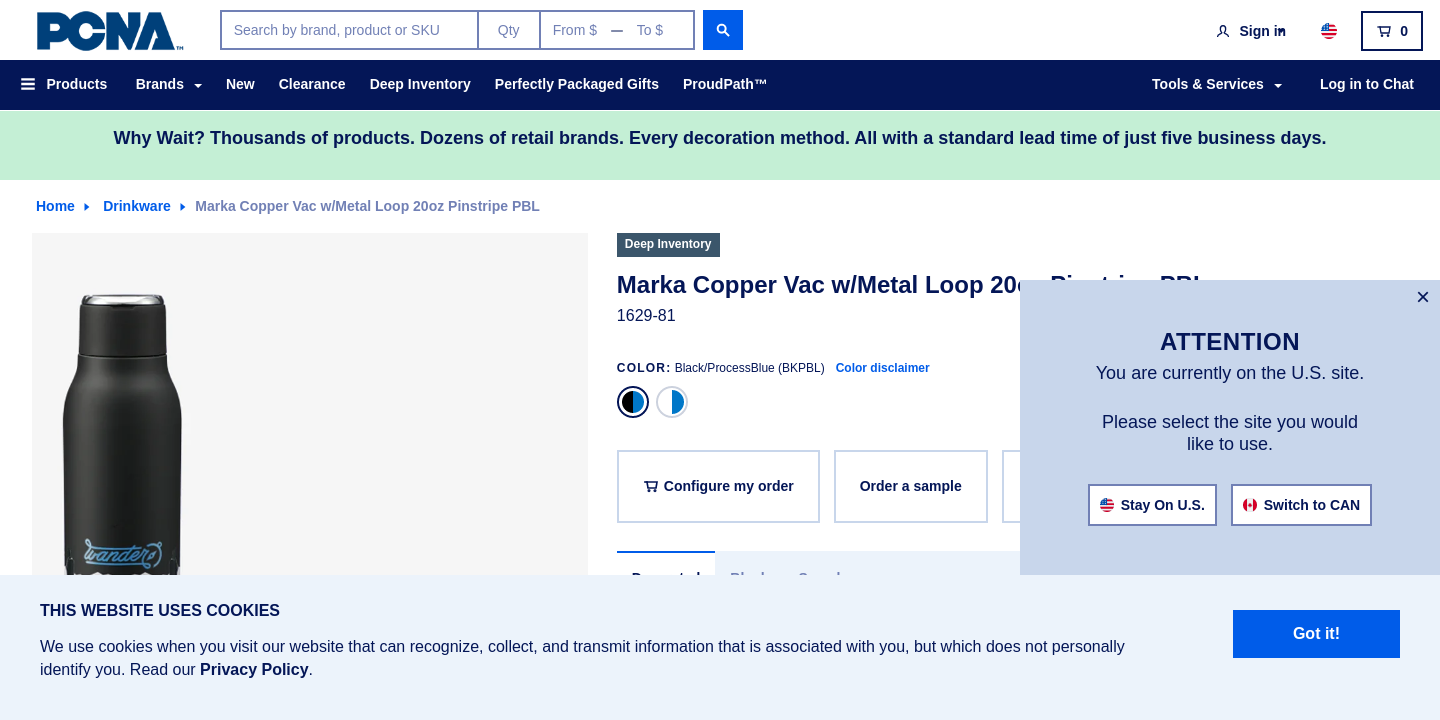 PCNA™
Search by brand, product or SKU
Qty
From $ — To $
Sign in
0
Products
Brands
New
Clearance
Deep Inventory
Perfectly Packaged Gifts
ProudPath™
Tools & Services
Log in to Chat
Why Wait? Thousands of products. Dozens of retail brands. Every decoration method. All with a standard lead time of just five business days.
Home
Drinkware
Marka Copper Vac w/Metal Loop 20oz Pinstripe PBL
wander
Deep Inventory
Marka Copper Vac w/Metal Loop 20oz Pinstripe PBL
1629-81
COLOR: Black/ProcessBlue (BKPBL) Color disclaimer
Configure my order
Order a sample
×
ATTENTION
You are currently on the U.S. site.
Please select the site you would
like to use.
Stay On U.S.
Switch to CAN
THIS WEBSITE USES COOKIES
We use cookies when you visit our website that can recognize, collect, and transmit information that is associated with you, but which does not personally
identify you. Read our Privacy Policy.
Got it!